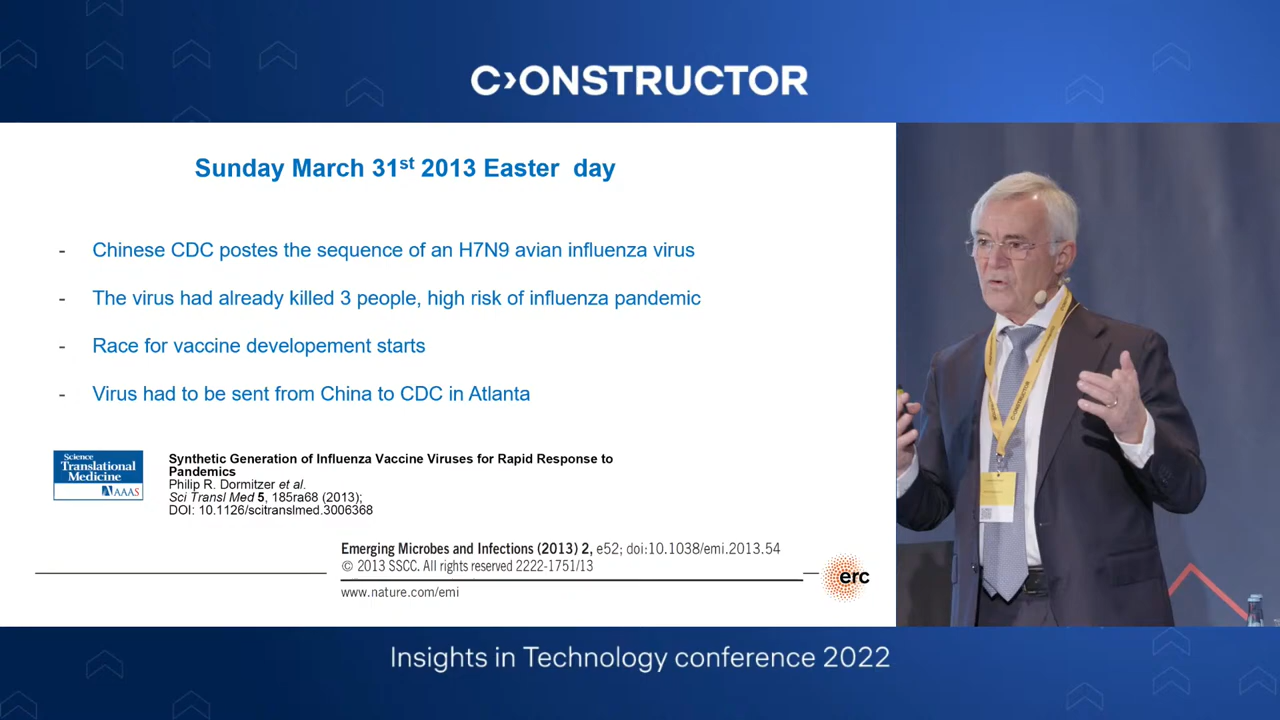 C›ONSTRUCTOR
Sunday March 31st 2013 Easter day
- Chinese CDC postes the sequence of an H7N9 avian influenza virus
- The virus had already killed 3 people, high risk of influenza pandemic
- Race for vaccine developement starts
- Virus had to be sent from China to CDC in Atlanta
Science
Translational
Medicine
AAAS
Synthetic Generation of Influenza Vaccine Viruses for Rapid Response to
Pandemics
Philip R. Dormitzer et al.
Sci Transl Med 5, 185ra68 (2013);
DOI: 10.1126/scitranslmed.3006368
Emerging Microbes and Infections (2013) 2, e52; doi:10.1038/emi.2013.54
© 2013 SSCC. All rights reserved 2222-1751/13
www.nature.com/emi
erc
C›ONSTRUCTOR
Insights in Technology conference 2022